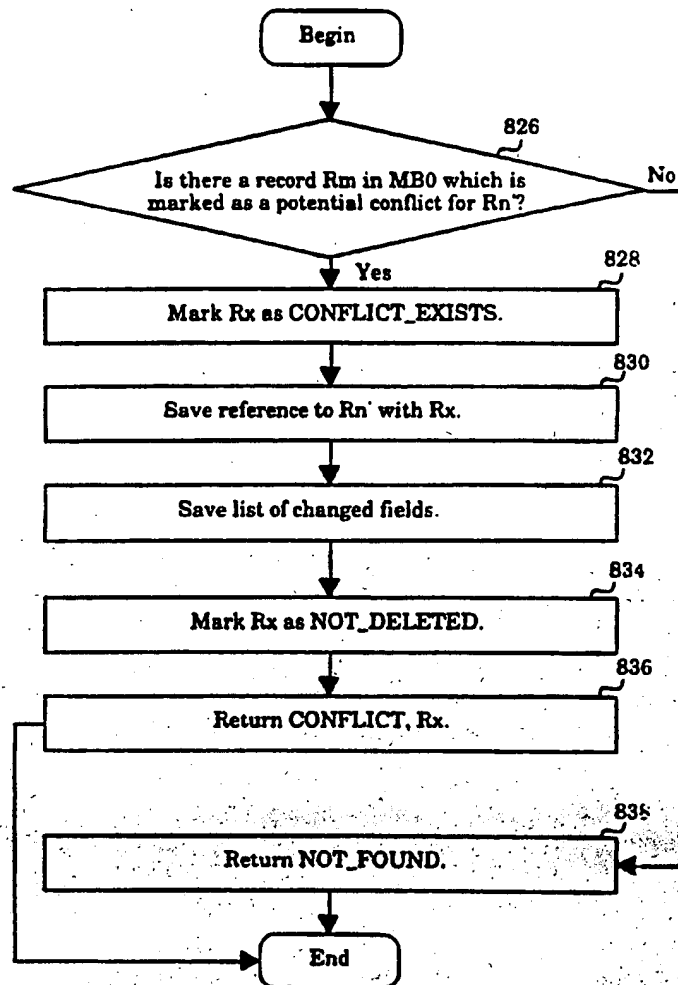 Begin
826
Is there a record Rm in MB0 which is
marked as a potential conflict for Rn'?
No
Yes
828
Mark Rx as CONFLICT_EXISTS.
830
Save reference to Rn' with Rx.
832
Save list of changed fields.
834
Mark Rx as NOT_DELETED.
836
Return CONFLICT, Rx.
838
Return NOT_FOUND.
End